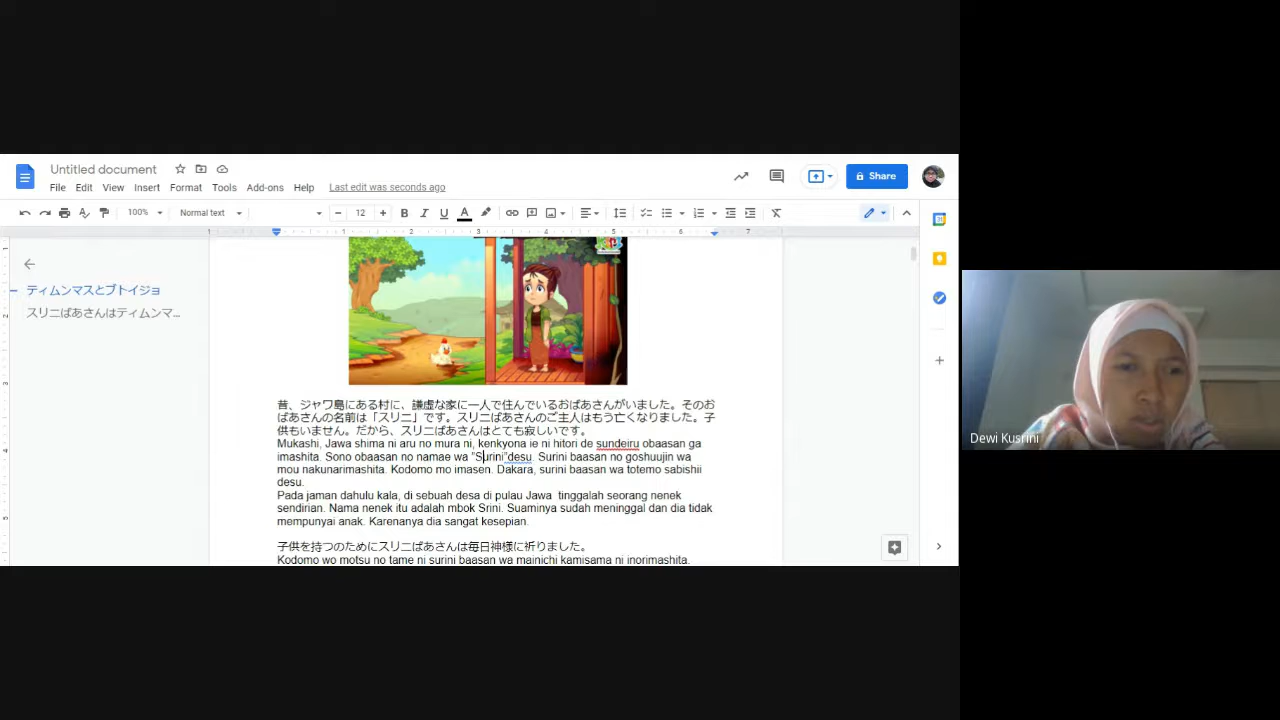 Untitled document
File Edit View Insert Format Tools Add-ons Help Last edit was seconds ago
Share
100% Normal text 12
1 1 2 3 4 5 6 7
ティムンマスとブトイジョ
スリニばあさんはティムンマ...
昔、ジャワ島にある村に、謙虚な家に一人で住んでいるおばあさんがいました。そのお
ばあさんの名前は「スリニ」です。スリニばあさんのご主人はもう亡くなりました。子
供もいません。だから、スリニばあさんはとても寂しいです。
Mukashi, Jawa shima ni aru no mura ni, kenkyona ie ni hitori de sundeiru obaasan ga
imashita. Sono obaasan no namae wa ”Surini”desu. Surini baasan no goshuujin wa
mou nakunarimashita. Kodomo mo imasen. Dakara, surini baasan wa totemo sabishii
desu.
Pada jaman dahulu kala, di sebuah desa di pulau Jawa tinggalah seorang nenek
sendirian. Nama nenek itu adalah mbok Srini. Suaminya sudah meninggal dan dia tidak
mempunyai anak. Karenanya dia sangat kesepian.
子供を持つのためにスリニばあさんは毎日神様に祈りました。
Kodomo wo motsu no tame ni surini baasan wa mainichi kamisama ni inorimashita.
Dewi Kusrini